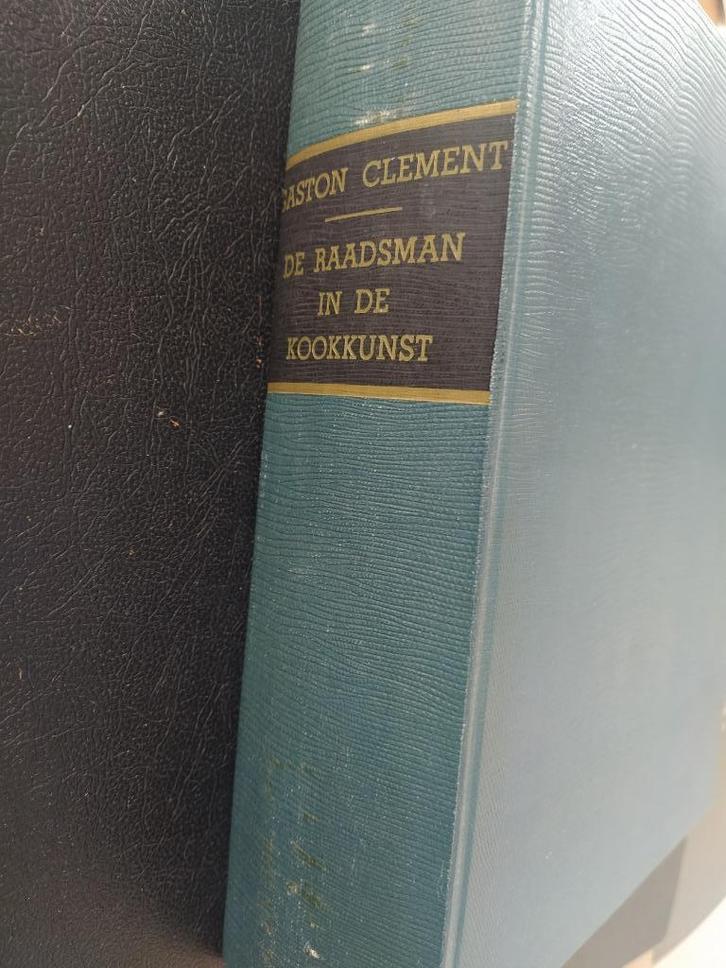 GASTON CLEMENT
DE RAADSMAN
IN DE
KOOKKUNST